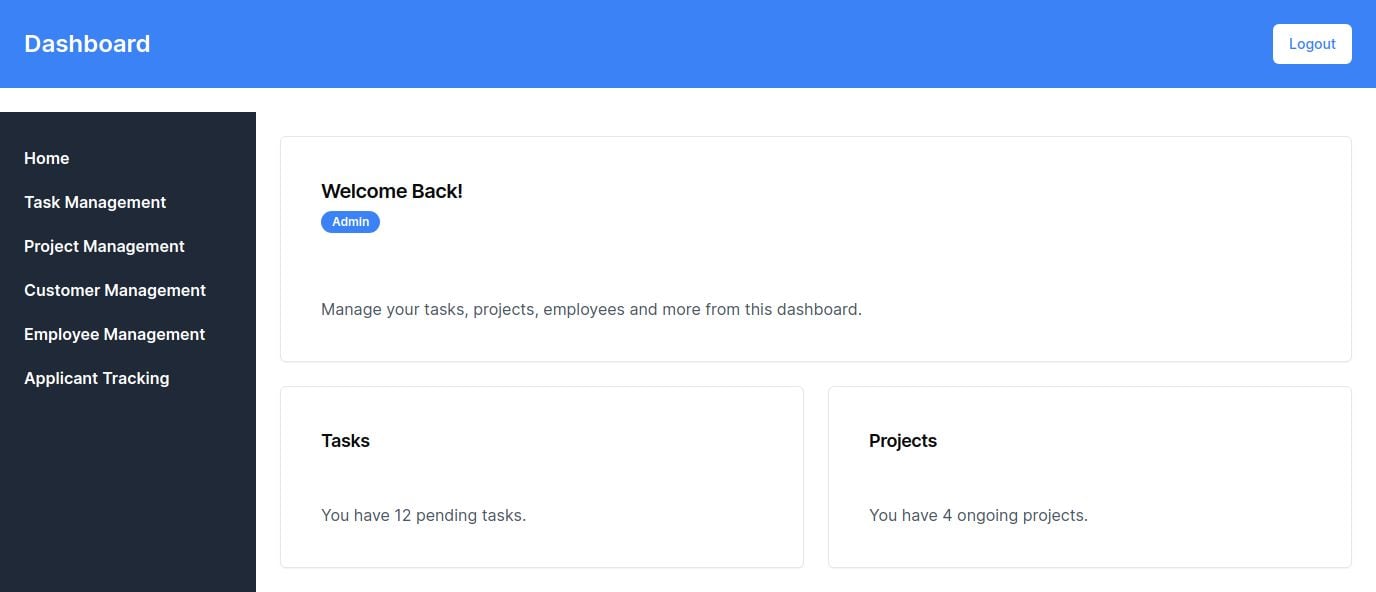 Dashboard
Logout
Home
Task Management
Project Management
Customer Management
Employee Management
Applicant Tracking
Welcome Back!
Admin
Manage your tasks, projects, employees and more from this dashboard.
Tasks
You have 12 pending tasks.
Projects
You have 4 ongoing projects.